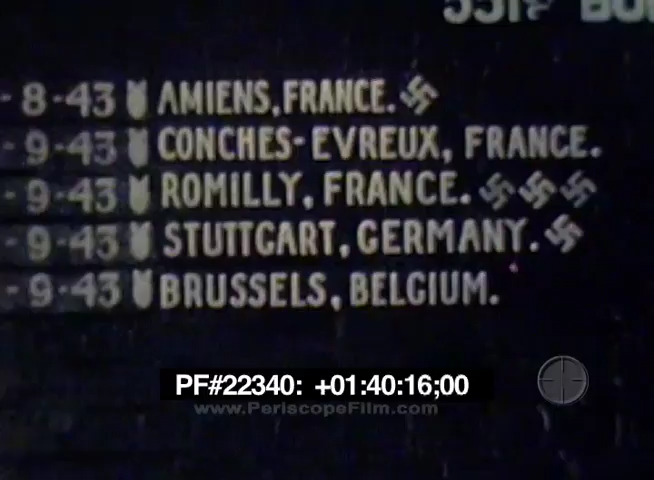 - 8 - 43 AMIENS, FRANCE.
- 9 - 43 CONCHES - EVREUX, FRANCE.
- 9 - 43 ROMILLY, FRANCE.
- 9 - 43 STUTTGART, GERMANY.
- 9 - 43 BRUSSELS, BELGIUM.
PF#22340: +01:40:16;00
www.PeriscopeFilm.com